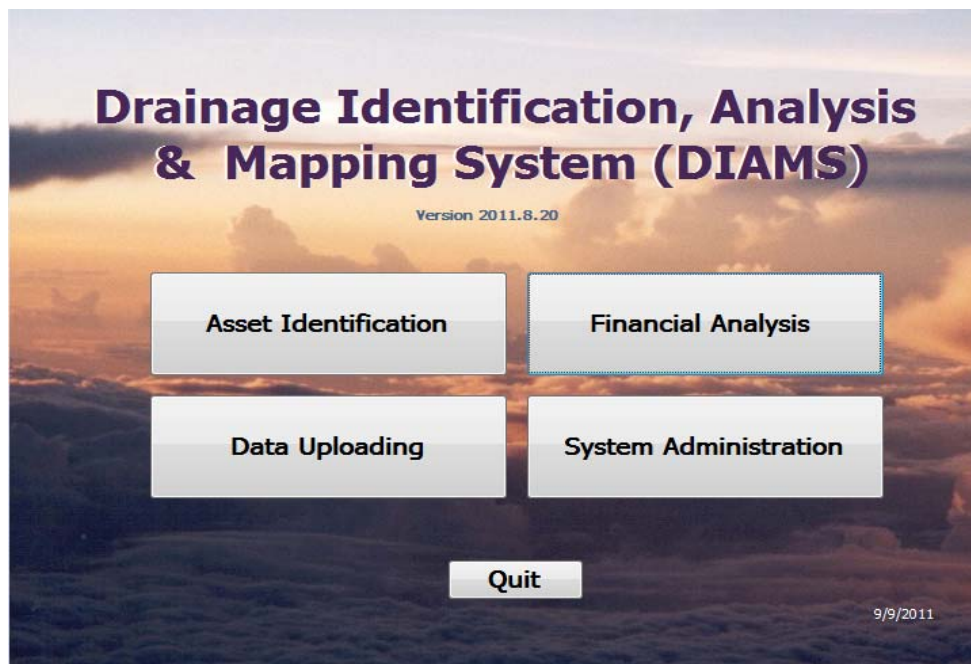 Drainage Identification, Analysis
& Mapping System (DIAMS)
Version 2011.8.20
Asset Identification
Financial Analysis
Data Uploading
System Administration
Quit
9/9/2011